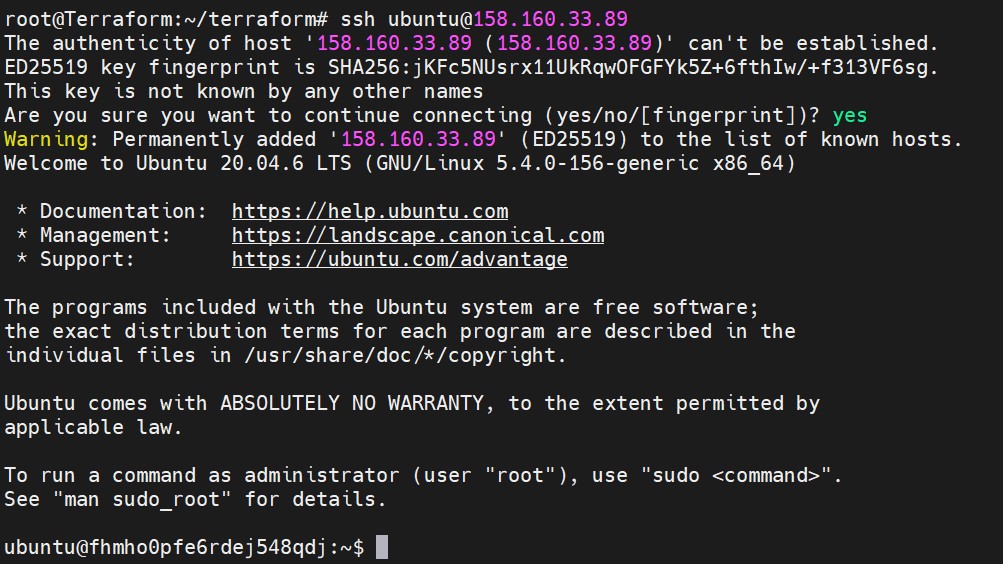 root@Terraform:~/terraform# ssh ubuntu@158.160.33.89
The authenticity of host '158.160.33.89 (158.160.33.89)' can't be established.
ED25519 key fingerprint is SHA256:jKFc5NUsrx11UkRqwOFGFYk5Z+6fthIw/+f313VF6sg.
This key is not known by any other names
Are you sure you want to continue connecting (yes/no/[fingerprint])? yes
Warning: Permanently added '158.160.33.89' (ED25519) to the list of known hosts.
Welcome to Ubuntu 20.04.6 LTS (GNU/Linux 5.4.0-156-generic x86_64)
* Documentation:  https://help.ubuntu.com
* Management:     https://landscape.canonical.com
* Support:        https://ubuntu.com/advantage
The programs included with the Ubuntu system are free software;
the exact distribution terms for each program are described in the
individual files in /usr/share/doc/*/copyright.
Ubuntu comes with ABSOLUTELY NO WARRANTY, to the extent permitted by
applicable law.
To run a command as administrator (user "root"), use "sudo <command>".
See "man sudo_root" for details.
ubuntu@fhmho0pfe6rdej548qdj:~$